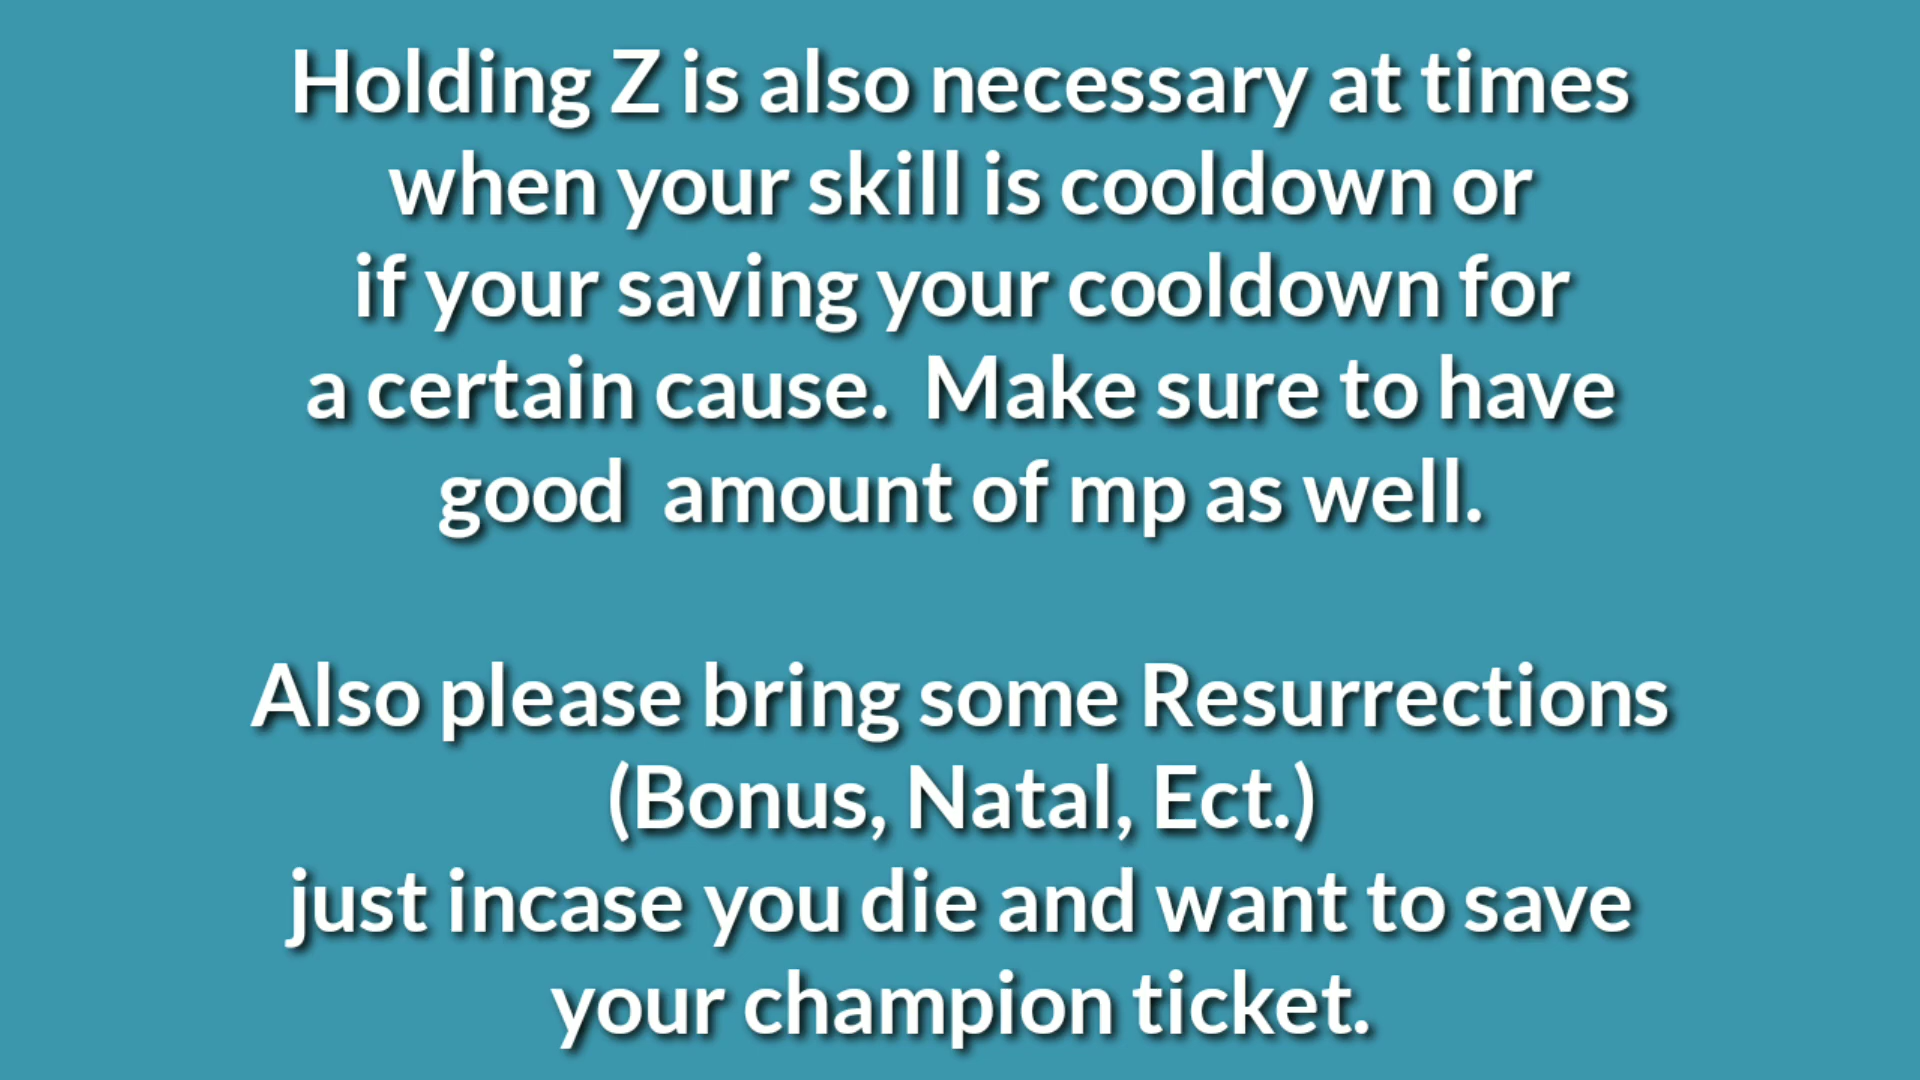 Holding Z is also necessary at times
when your skill is cooldown or
if your saving your cooldown for
a certain cause.  Make sure to have
good  amount of mp as well.
Also please bring some Resurrections
(Bonus, Natal, Ect.)
just incase you die and want to save
your champion ticket.